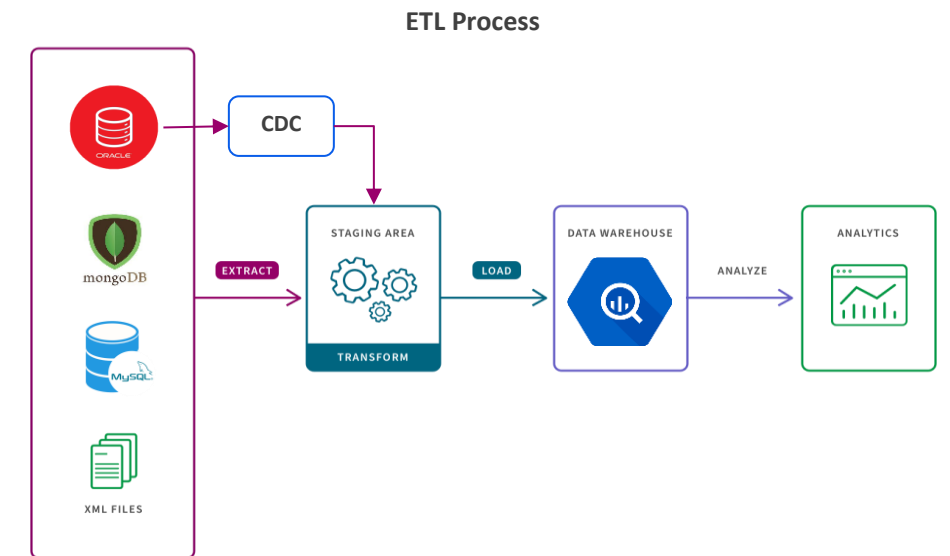 ETL Process
ORACLE
CDC
mongoDB
EXTRACT
STAGING AREA
TRANSFORM
LOAD
DATA WAREHOUSE
ANALYZE
ANALYTICS
MySQL
XML FILES